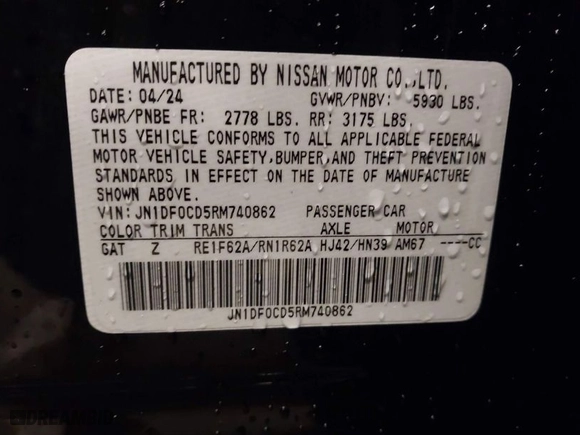 MANUFACTURED BY NISSAN MOTOR CO.,LTD.
DATE: 04/24 GVWR/PNBV: 5930 LBS.
GAWR/PNBE FR: 2778 LBS. RR: 3175 LBS.
THIS VEHICLE CONFORMS TO ALL APPLICABLE FEDERAL
MOTOR VEHICLE SAFETY,BUMPER,AND THEFT PREVENTION
STANDARDS IN EFFECT ON THE DATE OF MANUFACTURE
SHOWN ABOVE.
VIN: JN1DF0CD5RM740862 PASSENGER CAR
COLOR TRIM TRANS AXLE MOTOR
GAT Z RE1F62A/RN1R62A HJ42/HN39 AM67 ----CC
JN1DF0CD5RM740862